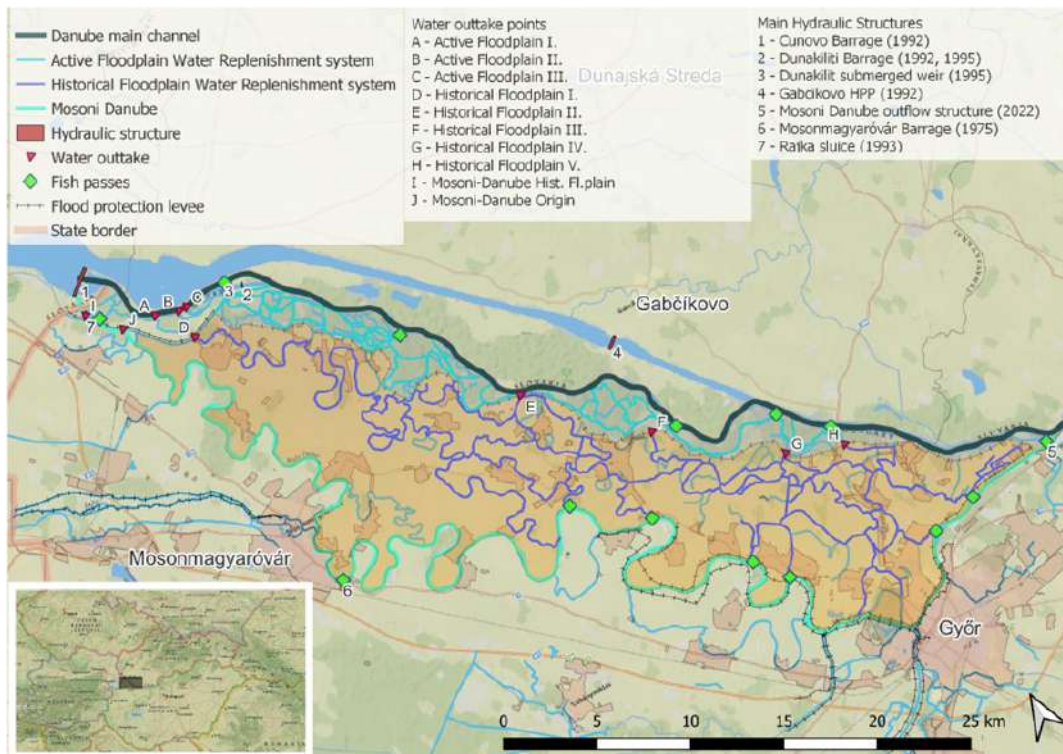 Danube main channel
Active Floodplain Water Replenishment system
Historical Floodplain Water Replenishment system
Mosoni Danube
Hydraulic structure
Water outtake
Fish passes
Flood protection levee
State border
Water outtake points
A - Active Floodplain I.
B - Active Floodplain II.
C - Active Floodplain III.
D - Historical Floodplain I.
E - Historical Floodplain II.
F - Historical Floodplain III.
G - Historical Floodplain IV.
H - Historical Floodplain V.
I - Mosoni-Danube Hist. Fl.plain
J - Mosoni-Danube Origin
Dunajská Streda
Main Hydraulic Structures
1 - Cunovo Barrage (1992)
2 - Dunakiliti Barrage (1992, 1995)
3 - Dunakilit submerged weir (1995)
4 - Gabcikovo HPP (1992)
5 - Mosoni Danube outflow structure (2022)
6 - Mosonmagyaróvár Barrage (1975)
7 - Rajka sluice (1993)
1
I
7
J
A
B
C
D
3
2
Gabčíkovo
4
E
F
G
H
5
Mosonmagyaróvár
6
Győr
0 5 10 15 20 25 km